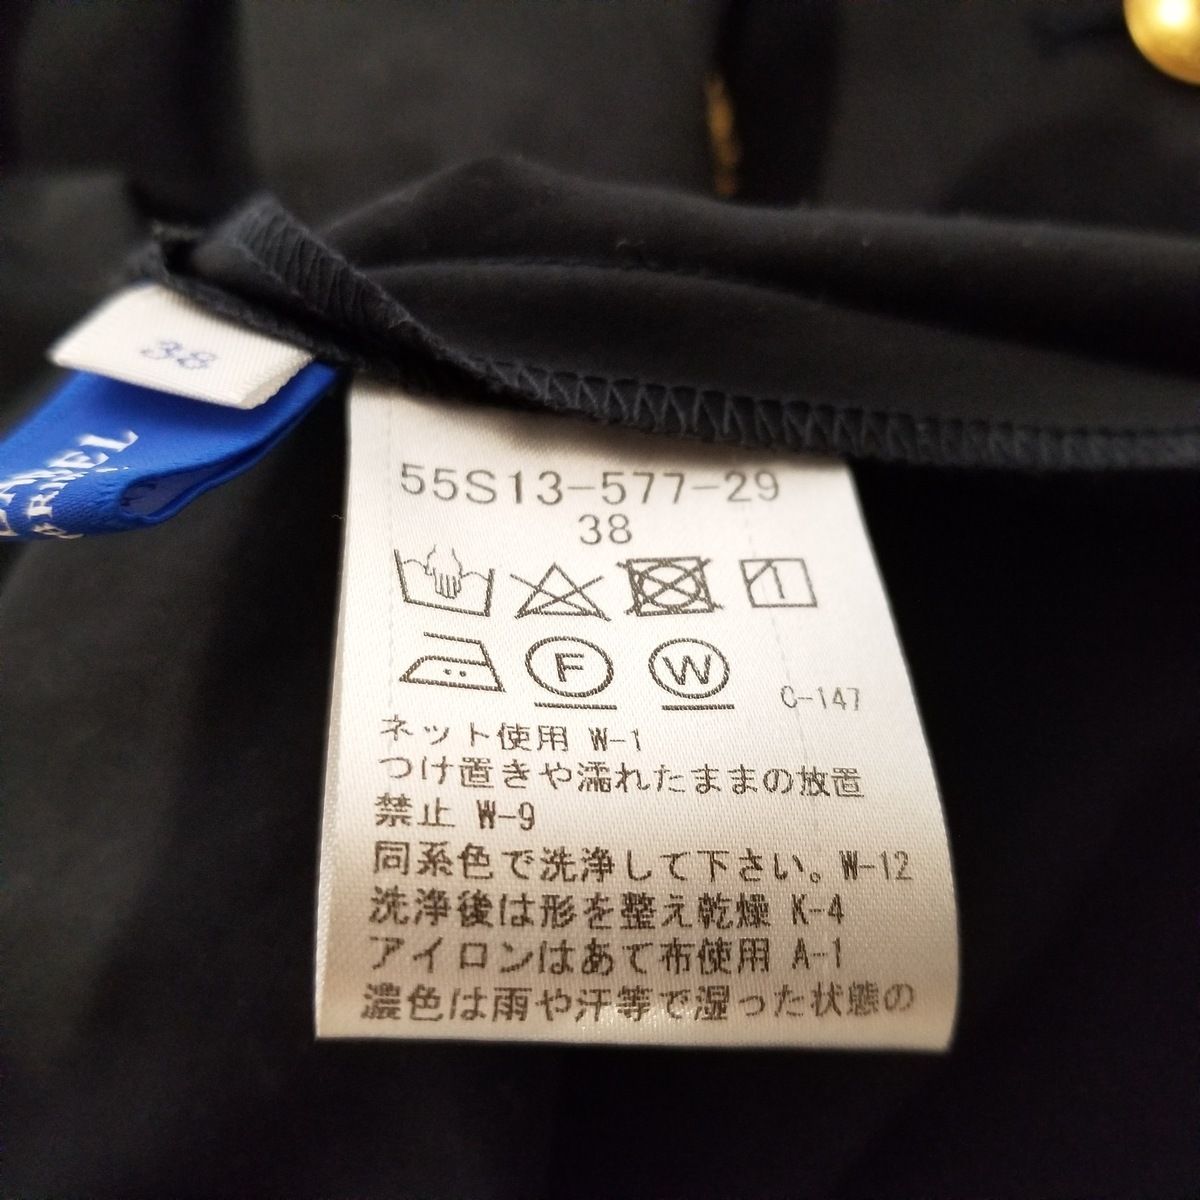 38
55S13-577-29
38
1
F W C-147
ネット使用 W-1
つけ置きや濡れたままの放置
禁止 W-9
同系色で洗浄して下さい。W-12
洗浄後は形を整え乾燥 K-4
アイロンはあて布使用 A-1
濃色は雨や汗等で湿った状態の